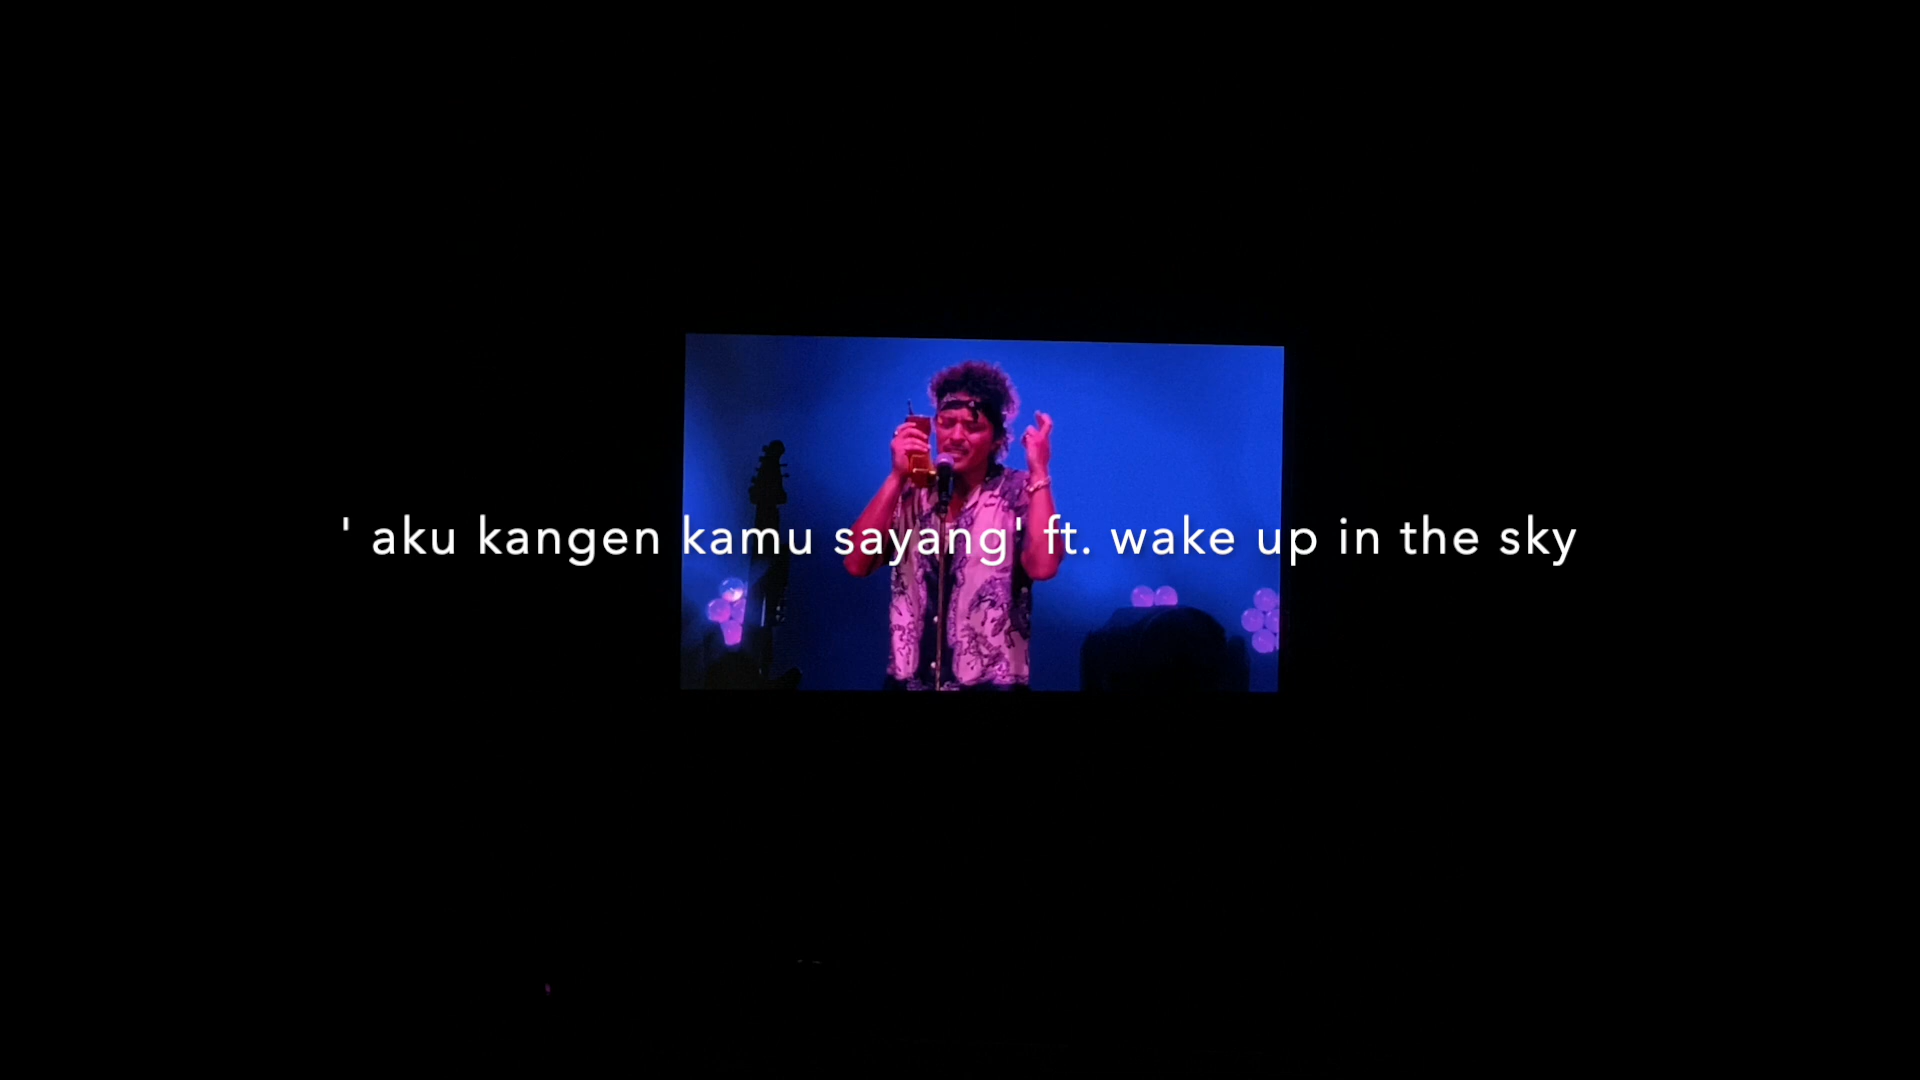 ' aku kangen kamu sayang' ft. wake up in the sky